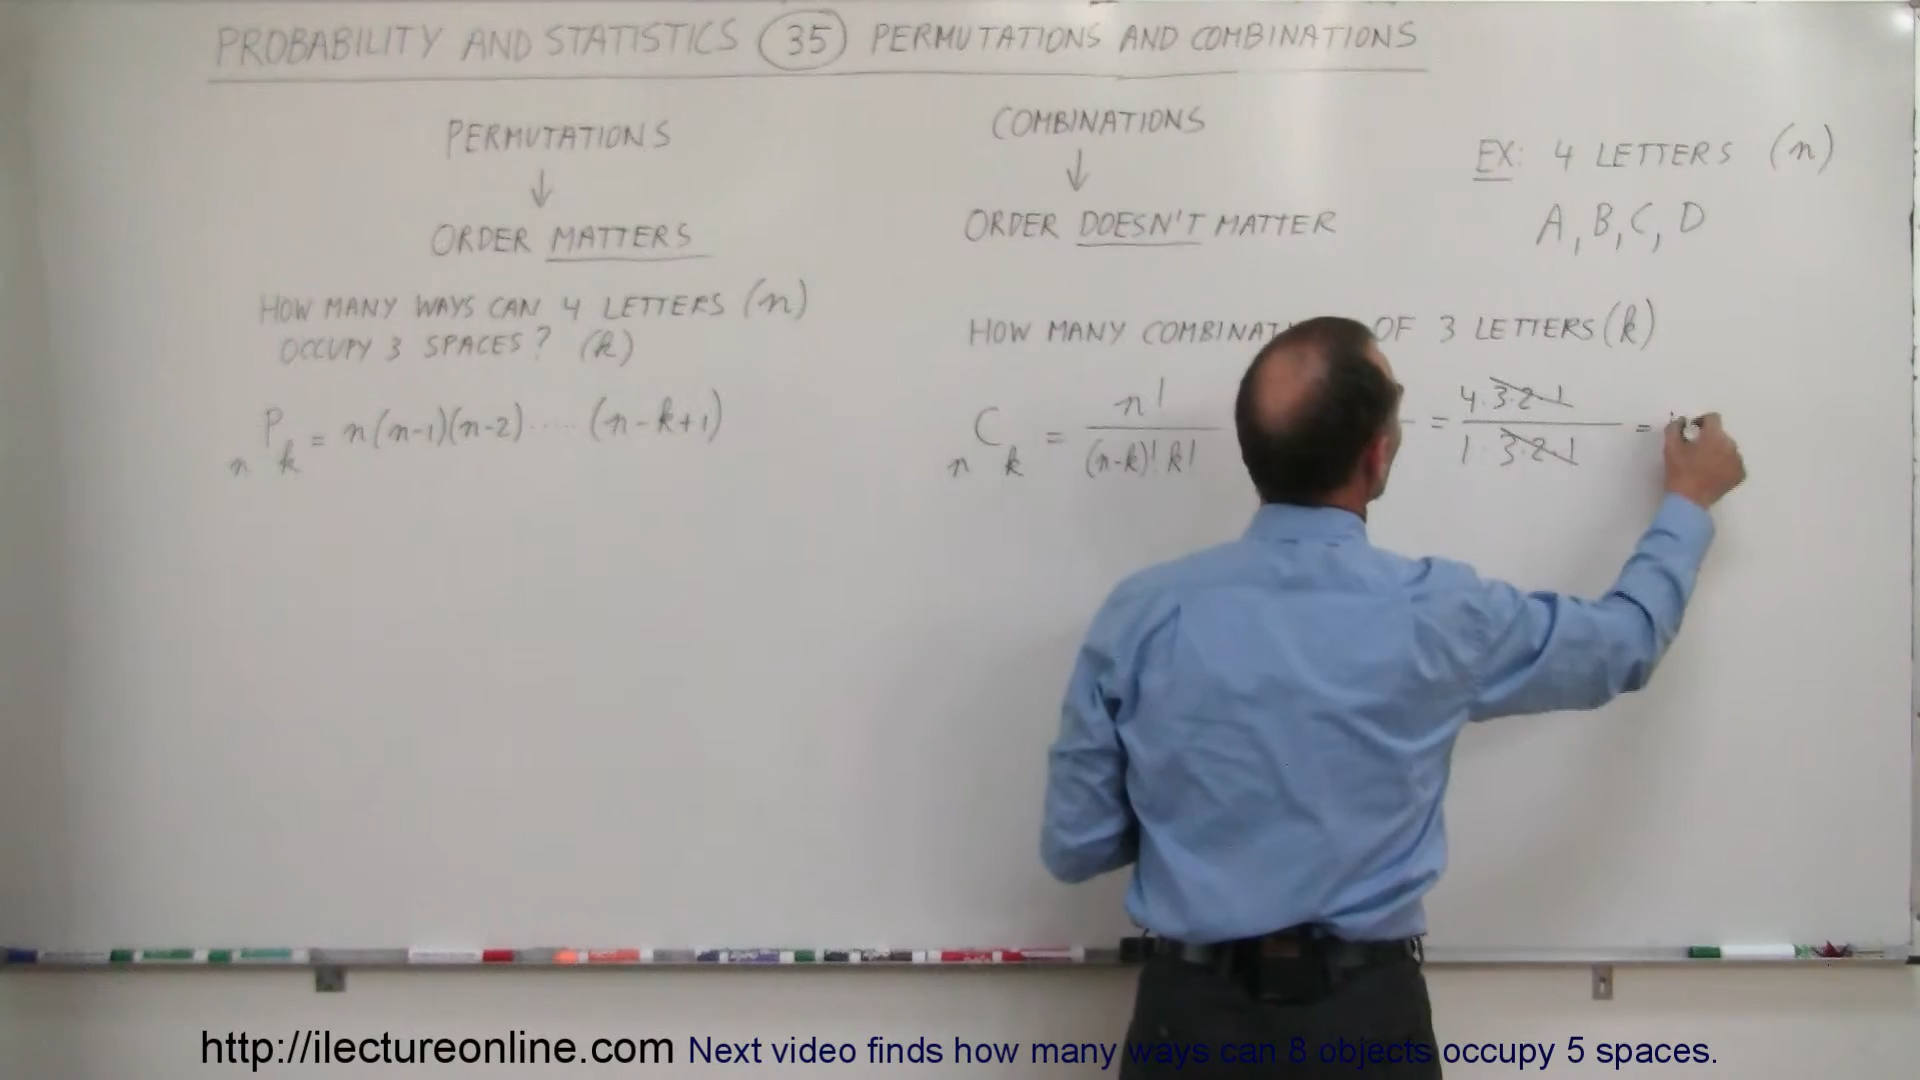 PROBABILITY AND STATISTICS 35 PERMUTATIONS AND COMBINATIONS
PERMUTATIONS
↓
ORDER MATTERS
HOW MANY WAYS CAN 4 LETTERS (n)
OCCUPY 3 SPACES? (k)
nPk = n(n-1)(n-2).....(n-k+1)
COMBINATIONS
↓
ORDER DOESN'T MATTER
HOW MANY OF 3 LETTERS (k)
nCk = n! / (n-k)! k! = 4·3·2·1 / 1·3·2·1 =
EX: 4 LETTERS (n)
A, B, C, D
http://ilectureonline.com Next video finds how many ways can 8 objects occupy 5 spaces.